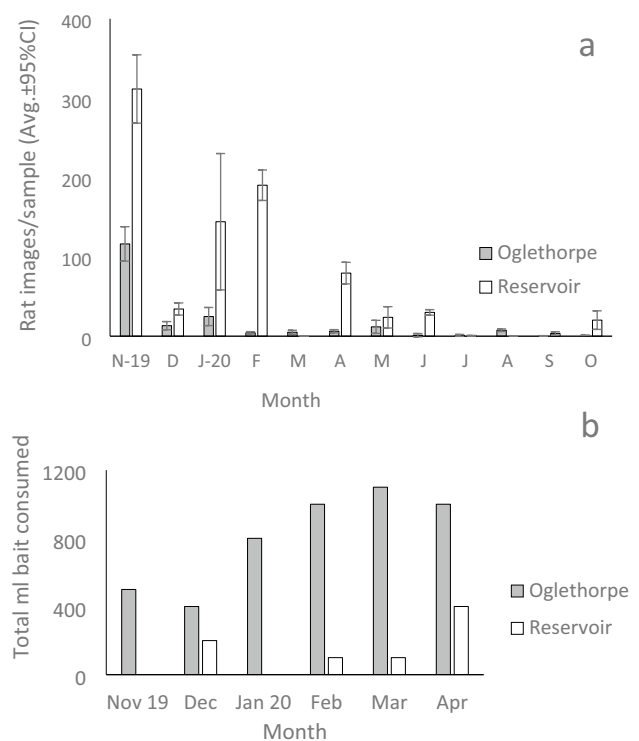 a
400
300
200
100
0
Rat images/sample (Avg.±95%CI)
Oglethorpe
Reservoir
N-19 D J-20 F M A M J J A S O
Month
b
1200
800
400
0
Total ml bait consumed
Oglethorpe
Reservoir
Nov 19 Dec Jan 20 Feb Mar Apr
Month